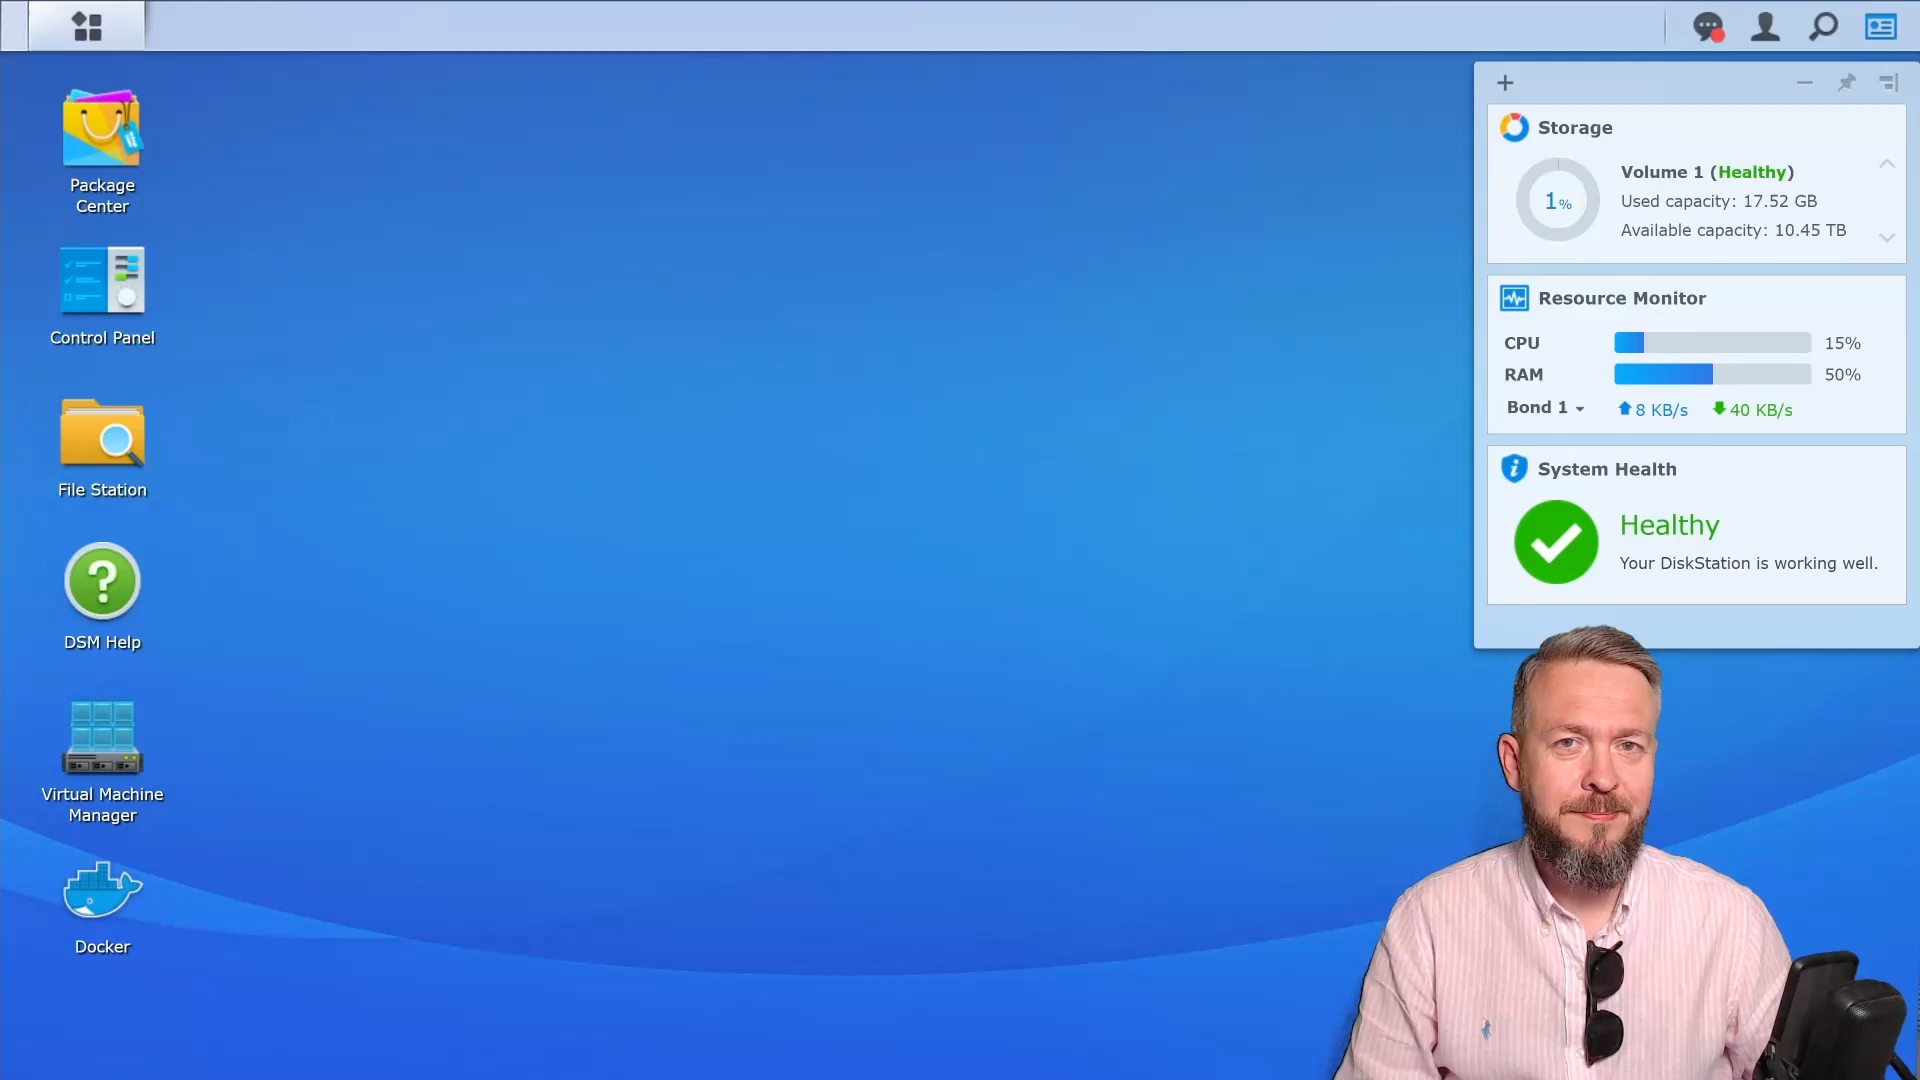 Package
Center
Control Panel
File Station
DSM Help
Virtual Machine
Manager
Docker
Storage
1%
Volume 1 (Healthy)
Used capacity: 17.52 GB
Available capacity: 10.45 TB
Resource Monitor
CPU 15%
RAM 50%
Bond 1 8 KB/s 40 KB/s
System Health
Healthy
Your DiskStation is working well.